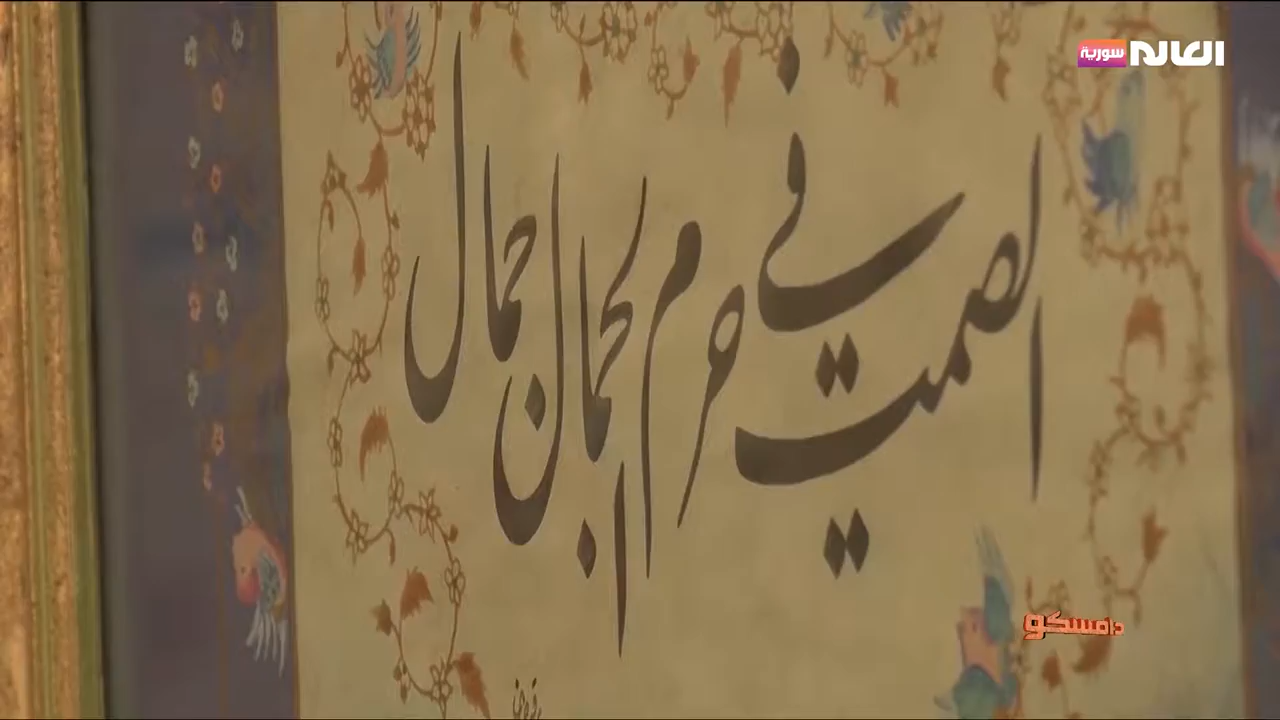 العالم سورية
الصمت في حرم الجمال جمال
دامسكو